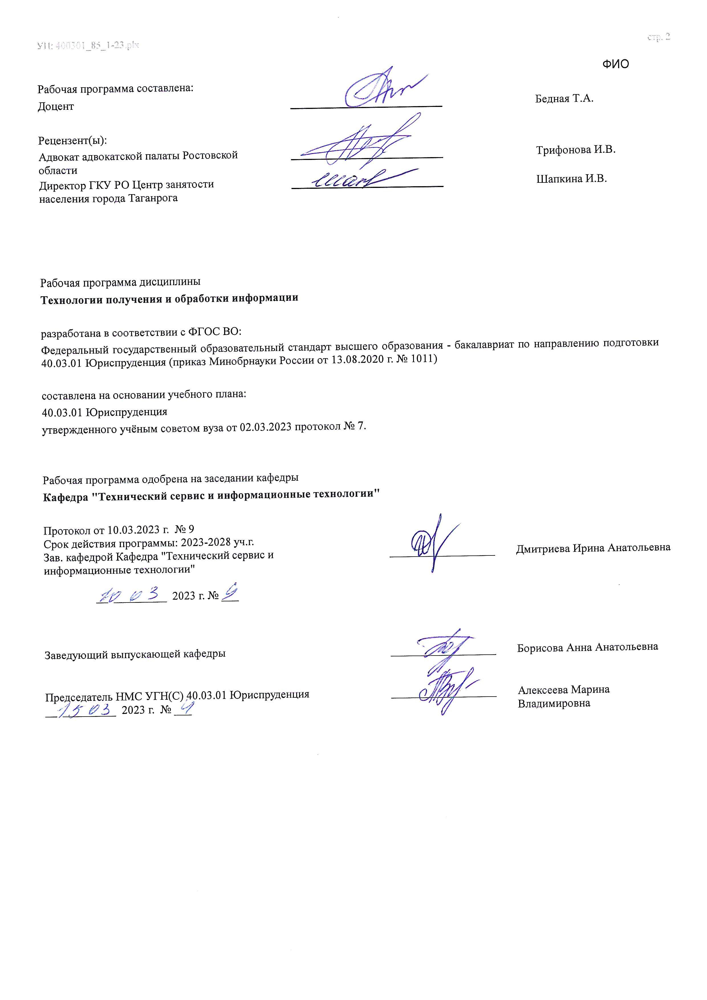 УП: 400301_85_1-23.plx
стр. 2
ФИО
Рабочая программа составлена:
Доцент
Бедная Т.А.
Рецензент(ы):
Адвокат адвокатской палаты Ростовской
области
Трифонова И.В.
Директор ГКУ РО Центр занятости
населения города Таганрога
Шапкина И.В.
Рабочая программа дисциплины
Технологии получения и обработки информации
разработана в соответствии с ФГОС ВО:
Федеральный государственный образовательный стандарт высшего образования - бакалавриат по направлению подготовки
40.03.01 Юриспруденция (приказ Минобрнауки России от 13.08.2020 г. № 1011)
составлена на основании учебного плана:
40.03.01 Юриспруденция
утвержденного учёным советом вуза от 02.03.2023 протокол № 7.
Рабочая программа одобрена на заседании кафедры
Кафедра "Технический сервис и информационные технологии"
Протокол от 10.03.2023 г. № 9
Срок действия программы: 2023-2028 уч.г.
Зав. кафедрой Кафедра "Технический сервис и
информационные технологии"
Дмитриева Ирина Анатольевна
10 03 2023 г. № 9
Заведующий выпускающей кафедры
Борисова Анна Анатольевна
Председатель НМС УГН(С) 40.03.01 Юриспруденция
Алексеева Марина
Владимировна
15 03 2023 г. №